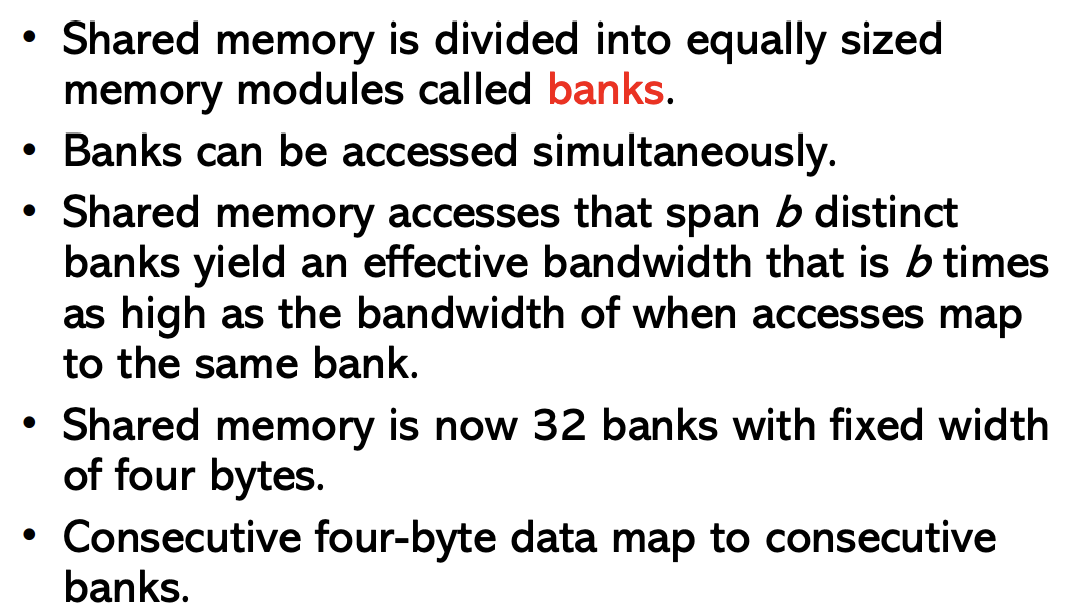 • Shared memory is divided into equally sized
memory modules called banks.
• Banks can be accessed simultaneously.
• Shared memory accesses that span b distinct
banks yield an effective bandwidth that is b times
as high as the bandwidth of when accesses map
to the same bank.
• Shared memory is now 32 banks with fixed width
of four bytes.
• Consecutive four-byte data map to consecutive
banks.